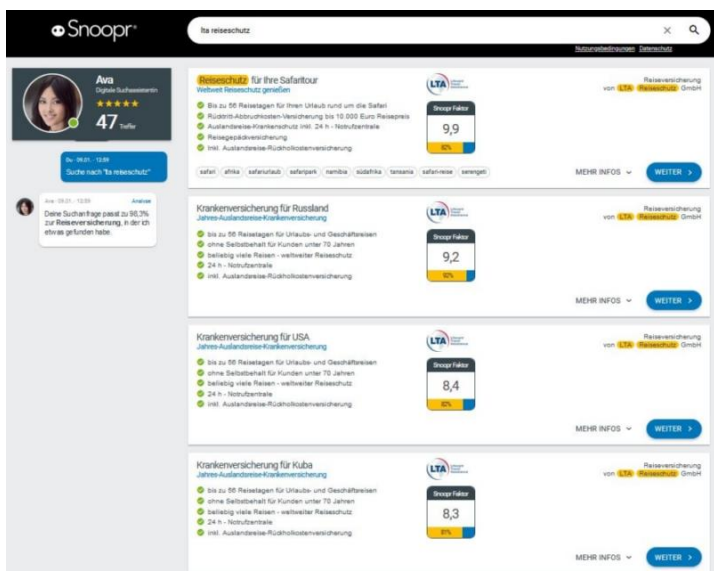 Snoopr
lta reiseschutz
Nutzungsbedingungen Datenschutz
Ava
Digitale Suchassistentin
47 Treffer
Du - 09.01. - 12:59
Suche nach "lta reiseschutz"
Ava - 09.01. - 12:59 Analyse
Deine Suchanfrage passt zu 98,3%
zur Reiseversicherung, in der ich
etwas gefunden habe.
Reiseschutz für Ihre Safaritour
Weltweit Reiseschutz genießen
Bis zu 56 Reisetagen für Ihren Urlaub rund um die Safari
Rücktritt-Abbruchkosten-Versicherung bis 10.000 Euro Reisepreis
Auslandsreise-Krankenschutz inkl. 24 h - Notrufzentrale
Reisegepäckversicherung
Inkl. Auslandsreise-Rückholkostenversicherung
safari afrika safariurlaub safaripark namibia südafrika tansania safari-reise serengeti
LTA
Snoopr Faktor
9,9
82%
Reiseversicherung
von LTA Reiseschutz GmbH
MEHR INFOS WEITER
Krankenversicherung für Russland
Jahres-Auslandsreise-Krankenversicherung
bis zu 56 Reisetagen für Urlaubs- und Geschäftsreisen
ohne Selbstbehalt für Kunden unter 70 Jahren
beliebig viele Reisen - weltweiter Reiseschutz
24 h - Notrufzentrale
inkl. Auslandsreise-Rückholkostenversicherung
LTA
Snoopr Faktor
9,2
82%
Reiseversicherung
von LTA Reiseschutz GmbH
MEHR INFOS WEITER
Krankenversicherung für USA
Jahres-Auslandsreise-Krankenversicherung
bis zu 56 Reisetagen für Urlaubs- und Geschäftsreisen
ohne Selbstbehalt für Kunden unter 70 Jahren
beliebig viele Reisen - weltweiter Reiseschutz
24 h - Notrufzentrale
inkl. Auslandsreise-Rückholkostenversicherung
LTA
Snoopr Faktor
8,4
82%
Reiseversicherung
von LTA Reiseschutz GmbH
MEHR INFOS WEITER
Krankenversicherung für Kuba
Jahres-Auslandsreise-Krankenversicherung
bis zu 56 Reisetagen für Urlaubs- und Geschäftsreisen
ohne Selbstbehalt für Kunden unter 70 Jahren
beliebig viele Reisen - weltweiter Reiseschutz
24 h - Notrufzentrale
inkl. Auslandsreise-Rückholkostenversicherung
LTA
Snoopr Faktor
8,3
81%
Reiseversicherung
von LTA Reiseschutz GmbH
MEHR INFOS WEITER